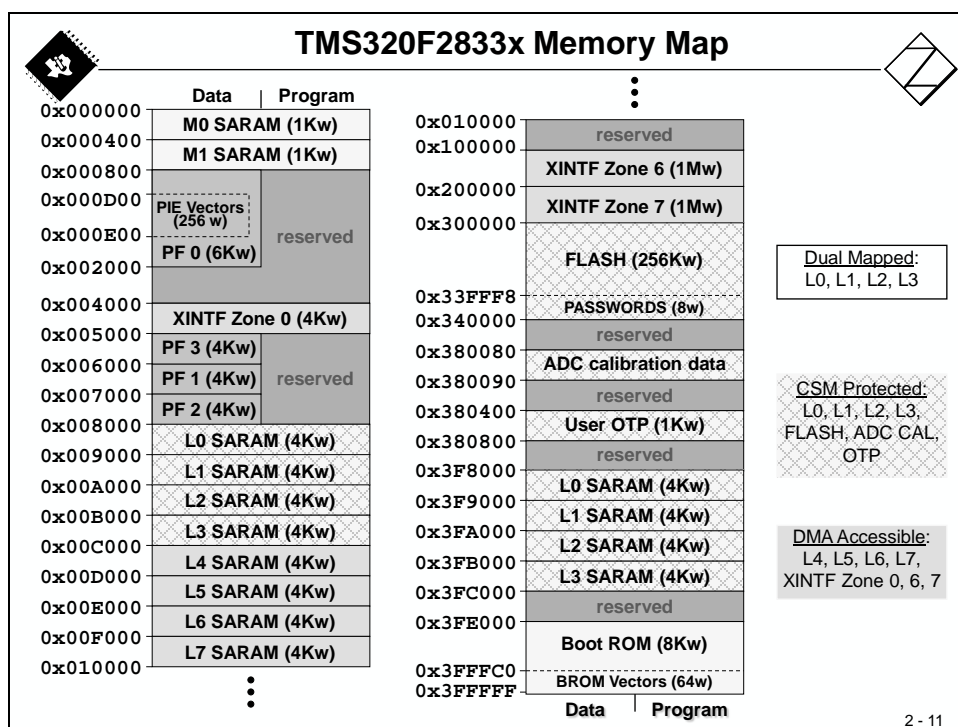 TMS320F2833x Memory Map
Data | Program
0x000000
M0 SARAM (1Kw)
0x000400
M1 SARAM (1Kw)
0x000800
0x000D00
PIE Vectors
(256 w)
0x000E00
reserved
PF 0 (6Kw)
0x002000
0x004000
XINTF Zone 0 (4Kw)
0x005000
PF 3 (4Kw)
0x006000
PF 1 (4Kw)
reserved
0x007000
PF 2 (4Kw)
0x008000
L0 SARAM (4Kw)
0x009000
L1 SARAM (4Kw)
0x00A000
L2 SARAM (4Kw)
0x00B000
L3 SARAM (4Kw)
0x00C000
L4 SARAM (4Kw)
0x00D000
L5 SARAM (4Kw)
0x00E000
L6 SARAM (4Kw)
0x00F000
L7 SARAM (4Kw)
0x010000
0x010000
reserved
0x100000
XINTF Zone 6 (1Mw)
0x200000
XINTF Zone 7 (1Mw)
0x300000
FLASH (256Kw)
0x33FFF8
PASSWORDS (8w)
0x340000
reserved
0x380080
ADC calibration data
0x380090
reserved
0x380400
User OTP (1Kw)
0x380800
reserved
0x3F8000
L0 SARAM (4Kw)
0x3F9000
L1 SARAM (4Kw)
0x3FA000
L2 SARAM (4Kw)
0x3FB000
L3 SARAM (4Kw)
0x3FC000
reserved
0x3FE000
Boot ROM (8Kw)
0x3FFFC0
BROM Vectors (64w)
0x3FFFFF
Data | Program
Dual Mapped:
L0, L1, L2, L3
CSM Protected:
L0, L1, L2, L3,
FLASH, ADC CAL,
OTP
DMA Accessible:
L4, L5, L6, L7,
XINTF Zone 0, 6, 7
2 - 11